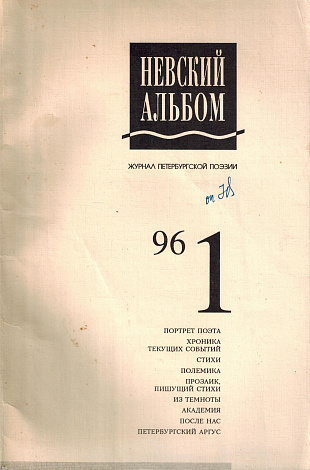 НЕВСКИЙ
АЛЬБОМ
ЖУРНАЛ ПЕТЕРБУРГСКОЙ ПОЭЗИИ
96 1
ПОРТРЕТ ПОЭТА
ХРОНИКА
ТЕКУЩИХ СОБЫТИЙ
СТИХИ
ПОЛЕМИКА
ПРОЗАИК,
ПИШУЩИЙ СТИХИ
ИЗ ТЕМНОТЫ
АКАДЕМИЯ
ПОСЛЕ НАС
ПЕТЕРБУРГСКИЙ АРГУС